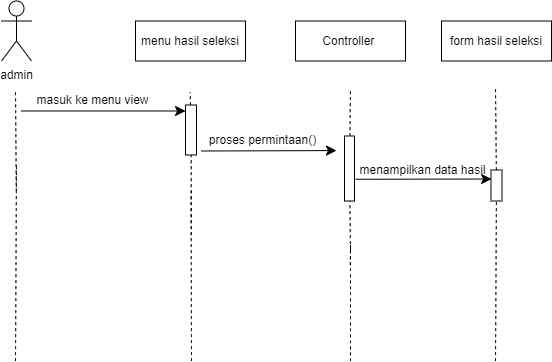 menu hasil seleksi
Controller
form hasil seleksi
admin
masuk ke menu view
proses permintaan()
menampilkan data hasil